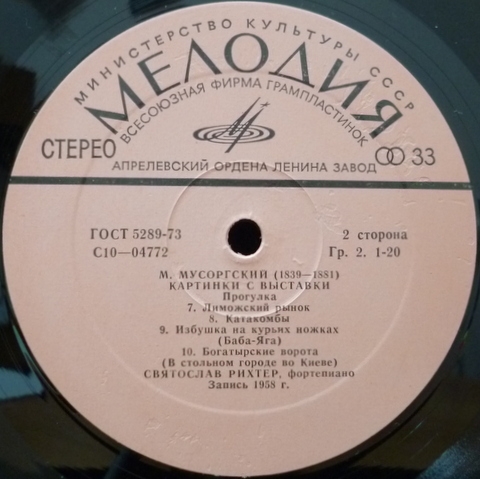 МИНИСТЕРСТВО КУЛЬТУРЫ СССР
МЕЛОДИЯ
ВСЕСОЮЗНАЯ ФИРМА ГРАМПЛАСТИНОК
СТЕРЕО
33
АПРЕЛЕВСКИЙ ОРДЕНА ЛЕНИНА ЗАВОД
ГОСТ 5289-73
2 сторона
С10—04772
Гр. 2. 1-20
М. МУСОРГСКИЙ (1839—1881)
КАРТИНКИ С ВЫСТАВКИ
Прогулка
7. Лиможский рынок
8. Катакомбы
9. Избушка на курьих ножках
(Баба-Яга)
10. Богатырские ворота
(В стольном городе во Киеве)
СВЯТОСЛАВ РИХТЕР, фортепиано
Запись 1958 г.